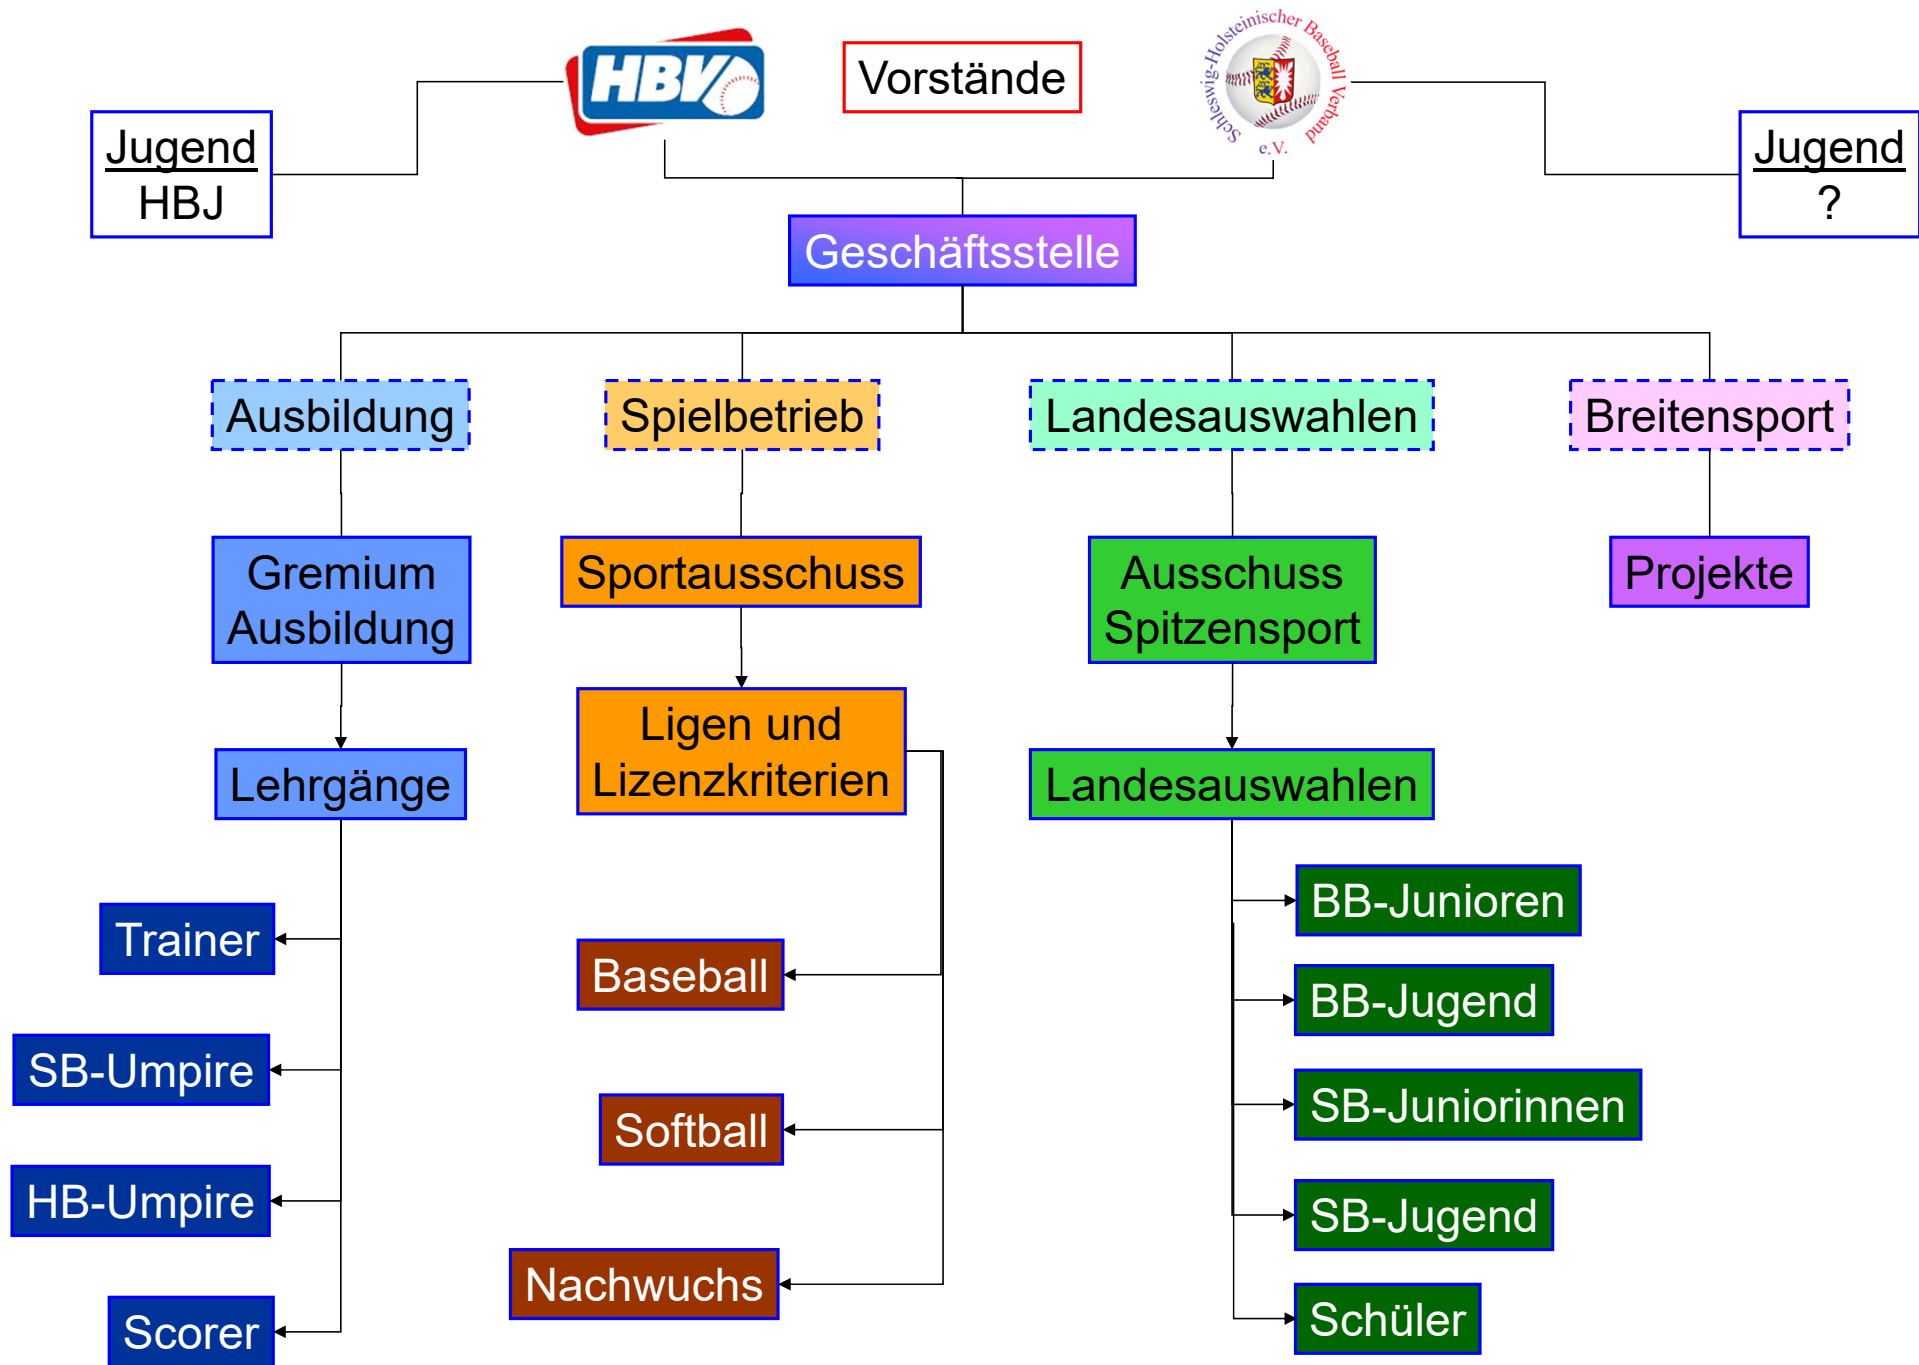 HBV
Vorstände
Schleswig-Holsteinischer Baseball Verband
e.V.
Jugend
HBJ
Jugend
?
Geschäftsstelle
Ausbildung
Spielbetrieb
Landesauswahlen
Breitensport
Gremium
Ausbildung
Sportausschuss
Ausschuss
Spitzensport
Projekte
Ligen und
Lizenzkriterien
Lehrgänge
Landesauswahlen
Trainer
SB-Umpire
HB-Umpire
Scorer
Baseball
Softball
Nachwuchs
BB-Junioren
BB-Jugend
SB-Juniorinnen
SB-Jugend
Schüler